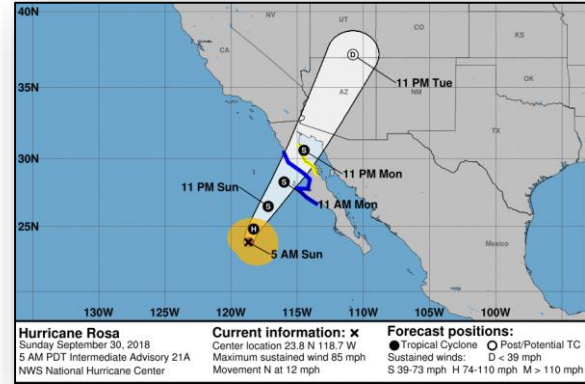 NV
UT
CO
KS
CA
40N
35N
30N
25N
11 PM Tue
D
AZ
NM
OK
TX
S
11 PM Mon
11 PM Sun
S
11 AM Mon
S
H
5 AM Sun
Mexico
130W
125W
120W
115W
110W
105W
100W
Hurricane Rosa
Sunday September 30, 2018
5 AM PDT Intermediate Advisory 21A
NWS National Hurricane Center
Current information: ×
Center location 23.8 N 118.7 W
Maximum sustained wind 85 mph
Movement N at 12 mph
Forecast positions:
● Tropical Cyclone ○ Post/Potential TC
Sustained winds: D < 39 mph
S 39-73 mph H 74-110 mph M > 110 mph